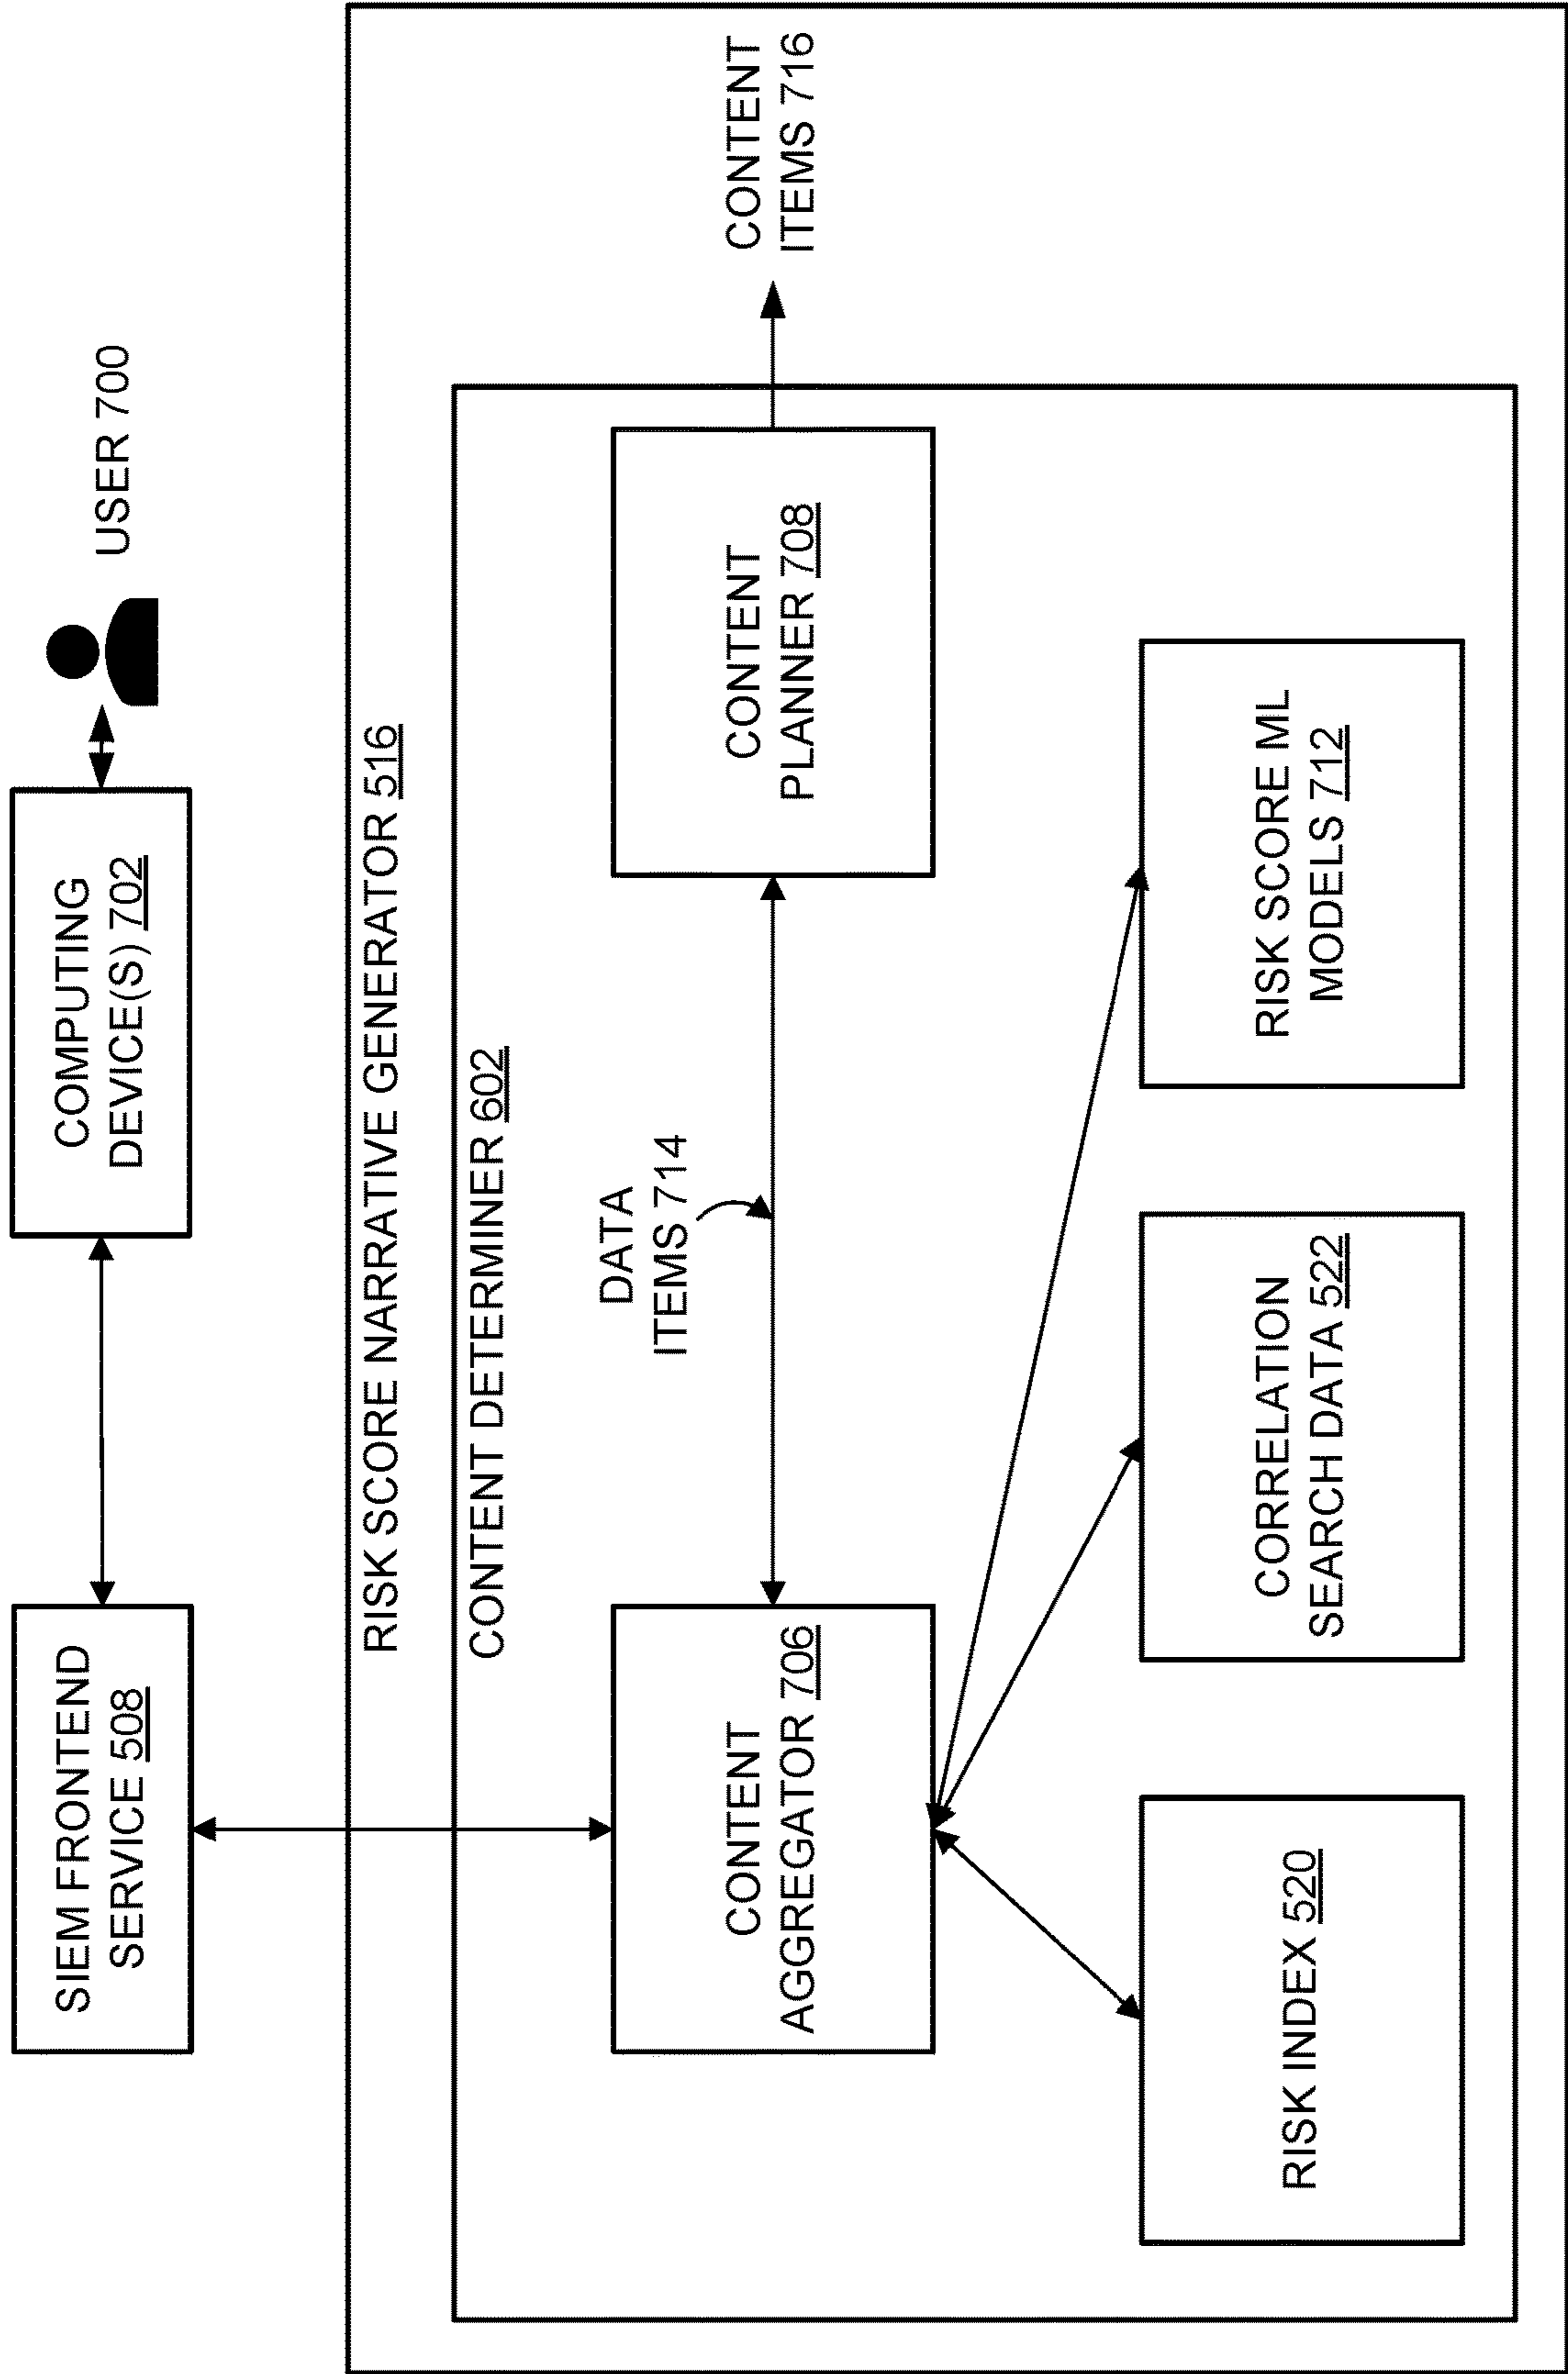 SIEM FRONTEND
SERVICE 508
COMPUTING
DEVICE(S) 702
USER 700
RISK SCORE NARRATIVE GENERATOR 516
CONTENT DETERMINER 602
CONTENT
AGGREGATOR 706
DATA
ITEMS 714
CONTENT
PLANNER 708
CONTENT
ITEMS 716
RISK INDEX 520
CORRELATION
SEARCH DATA 522
RISK SCORE ML
MODELS 712